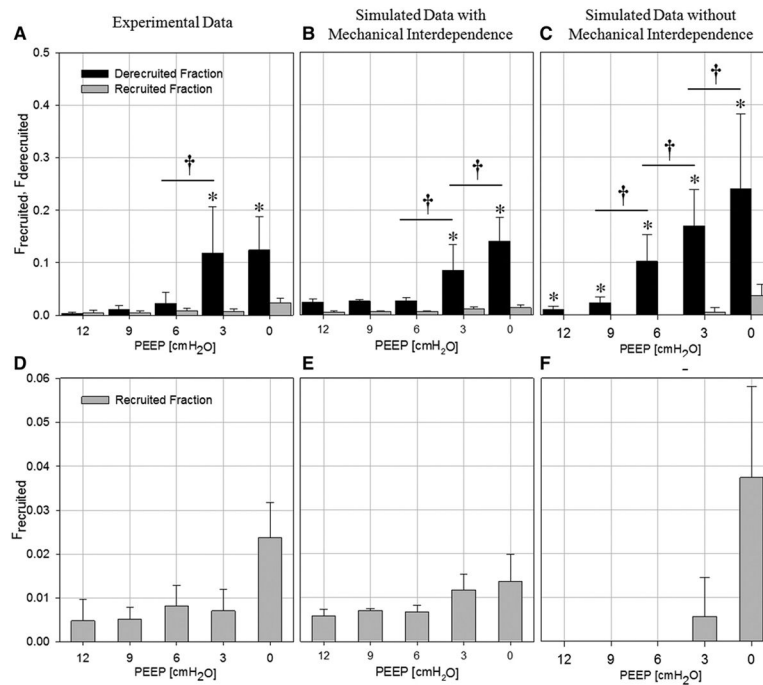 Experimental Data
Simulated Data with
Mechanical Interdependence
Simulated Data without
Mechanical Interdependence
A
B
C
Frecruited, Fderecruited
0.5
0.4
0.3
0.2
0.1
0.0
Derecruited Fraction
Recruited Fraction
† * *
† † * *
† † † * * * * *
12 9 6 3 0
12 9 6 3 0
12 9 6 3 0
PEEP [cmH2O]
PEEP [cmH2O]
PEEP [cmH2O]
D
E
F
Frecruited
0.06
0.05
0.04
0.03
0.02
0.01
0.00
Recruited Fraction
12 9 6 3 0
12 9 6 3 0
12 9 6 3 0
PEEP [cmH2O]
PEEP [cmH2O]
PEEP [cmH2O]